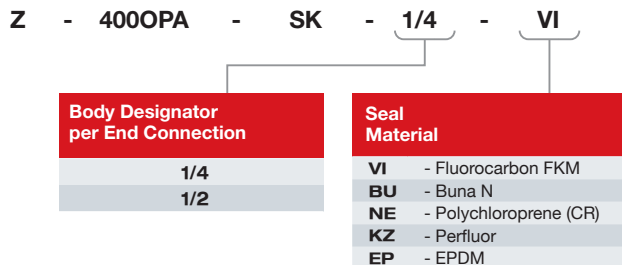 Z - 400OPA - SK - 1/4 - VI
Body Designator
per End Connection
1/4
1/2
Seal
Material
VI - Fluorocarbon FKM
BU - Buna N
NE - Polychloroprene (CR)
KZ - Perfluor
EP - EPDM